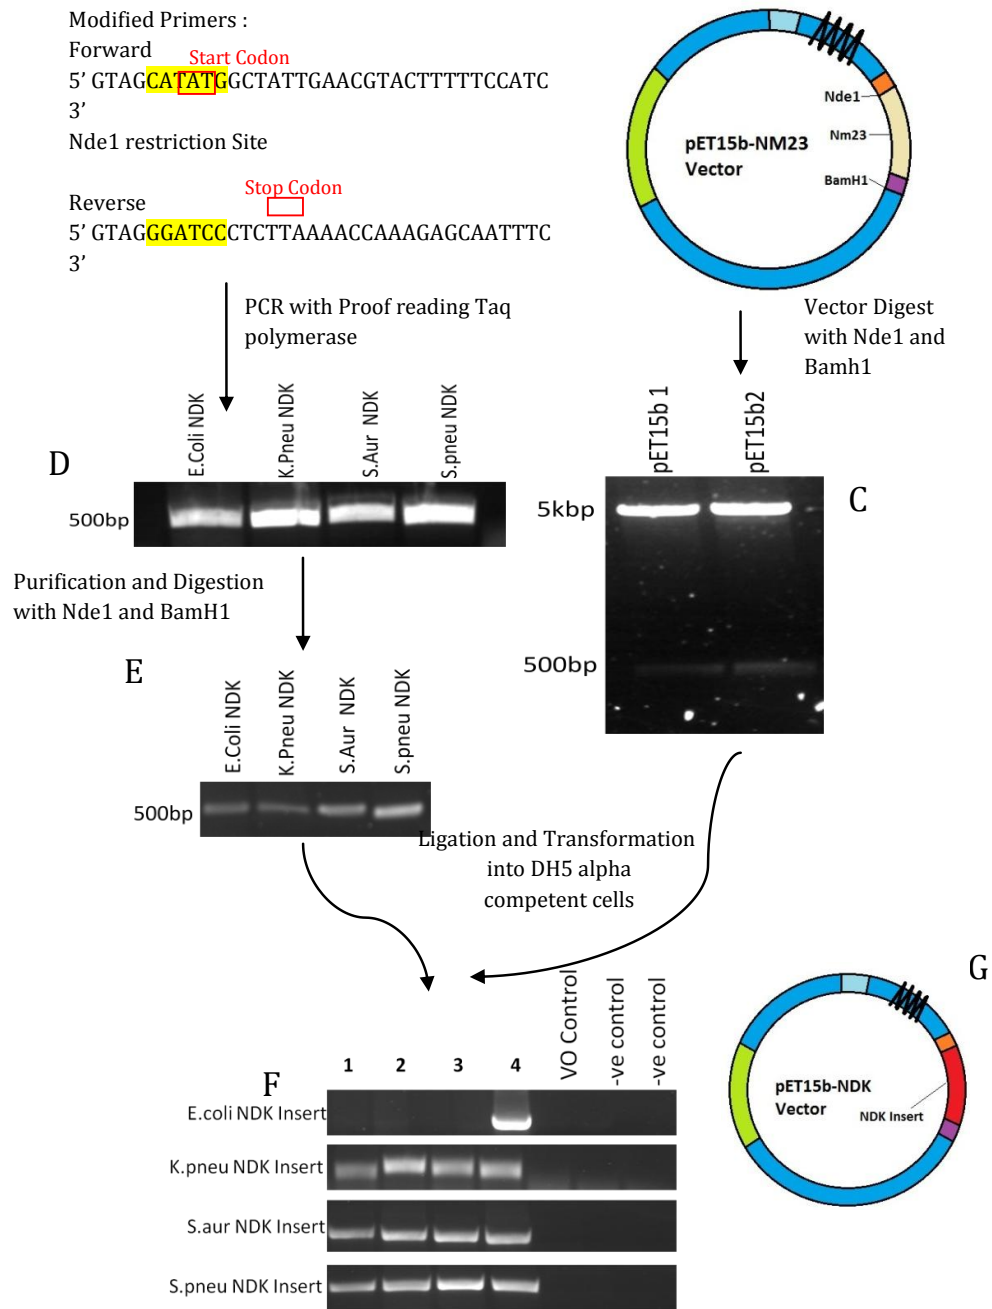 Modified Primers :
Forward
Start Codon
5’ GTAGCATATGGCTATTGAACGTACTTTTTCCATC
3’
Nde1 restriction Site
Stop Codon
Reverse
5’ GTAGGGATCCCTCTTAAAACCAAAGAGCAATTTC
3’
Nde1
Nm23
BamH1
pET15b-NM23
Vector
PCR with Proof reading Taq
polymerase
Vector Digest
with Nde1 and
Bamh1
D
E.Coli NDK
K.Pneu NDK
S.Aur NDK
S.pneu NDK
500bp
pET15b 1
pET15b2
C
5kbp
500bp
Purification and Digestion
with Nde1 and BamH1
E
E.Coli NDK
K.Pneu NDK
S.Aur NDK
S.pneu NDK
500bp
Ligation and Transformation
into DH5 alpha
competent cells
F
1 2 3 4
VO Control
-ve control
-ve control
E.coli NDK Insert
K.pneu NDK Insert
S.aur NDK Insert
S.pneu NDK Insert
G
pET15b-NDK
Vector
NDK Insert